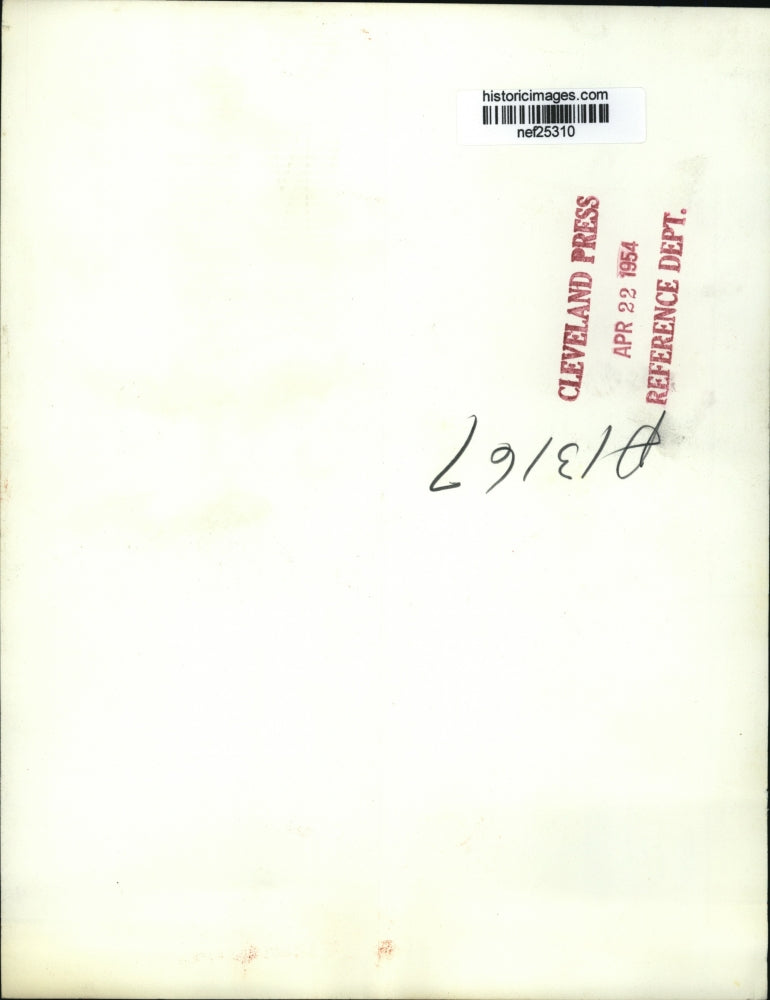 historicimages.com
nef25310
CLEVELAND PRESS
APR 22 1954
REFERENCE DEPT.
A13167